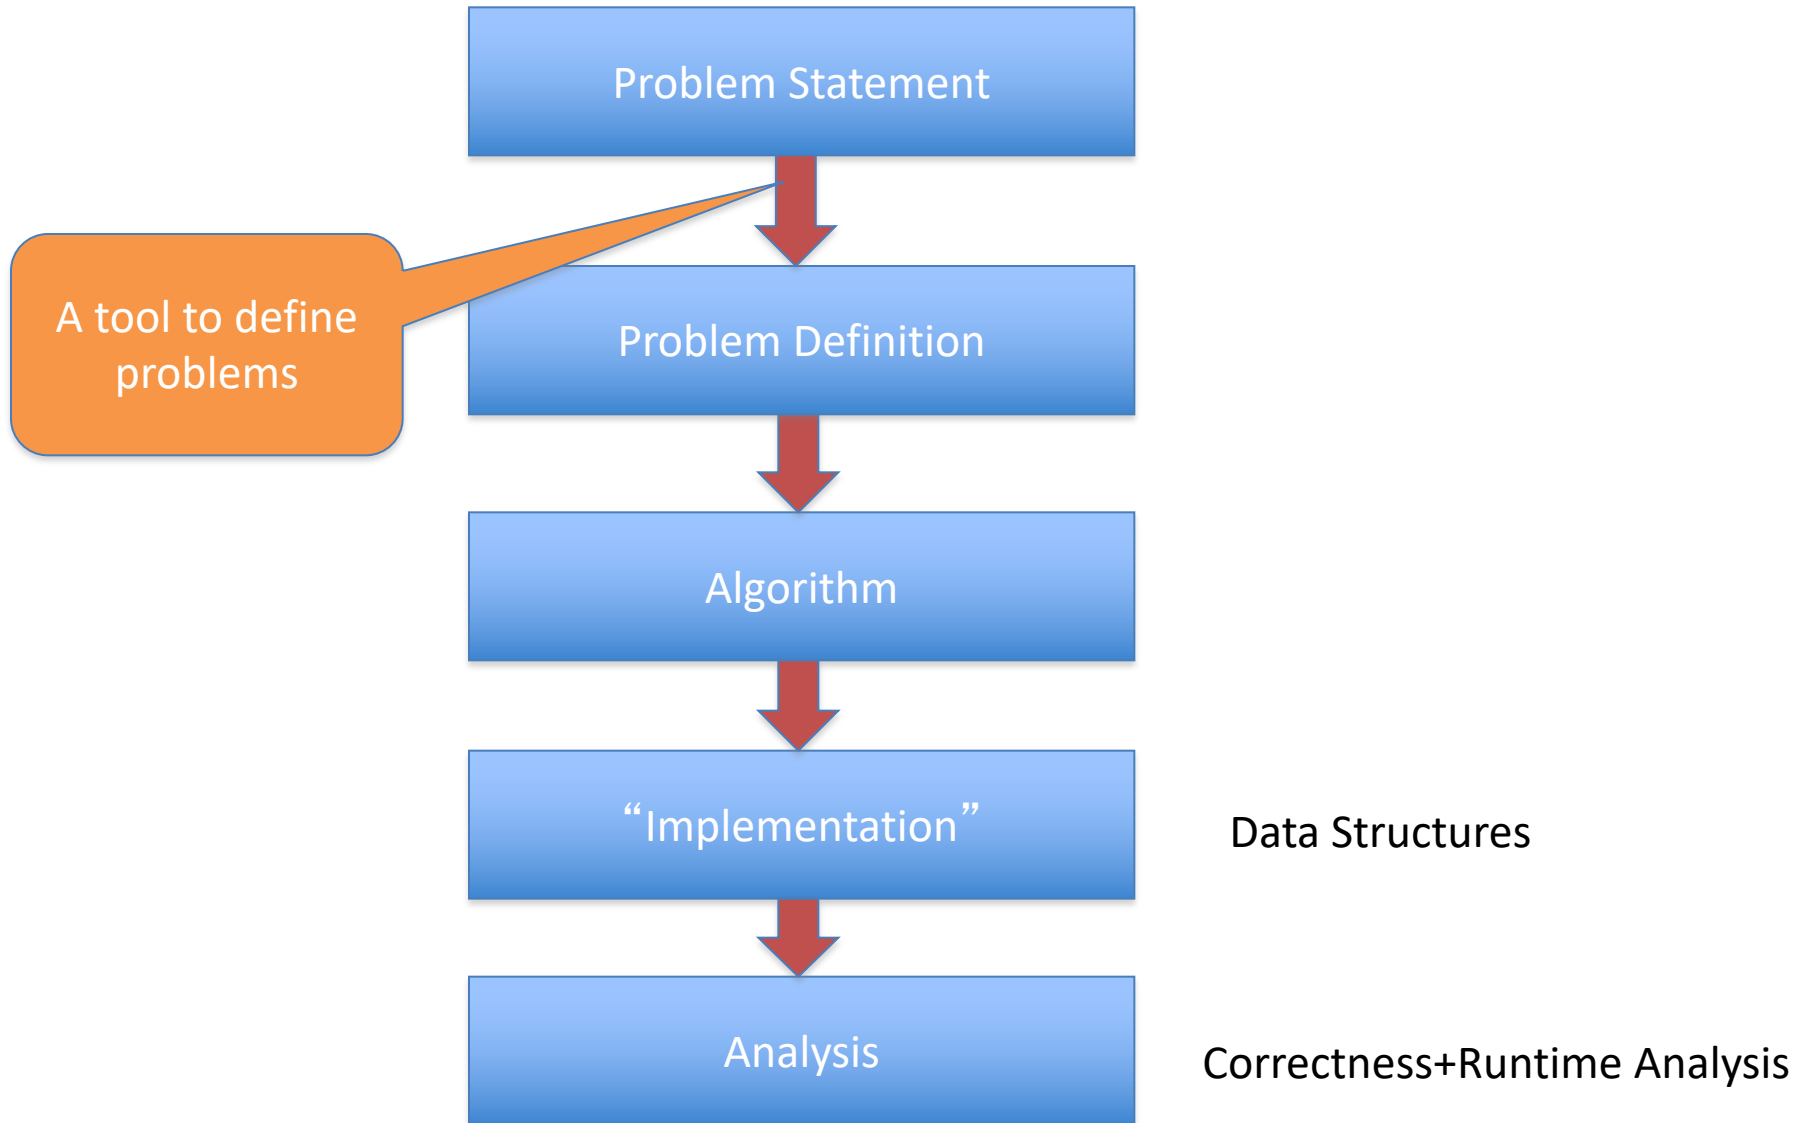 Problem Statement
A tool to define
problems
Problem Definition
Algorithm
“Implementation”
Data Structures
Analysis
Correctness+Runtime Analysis